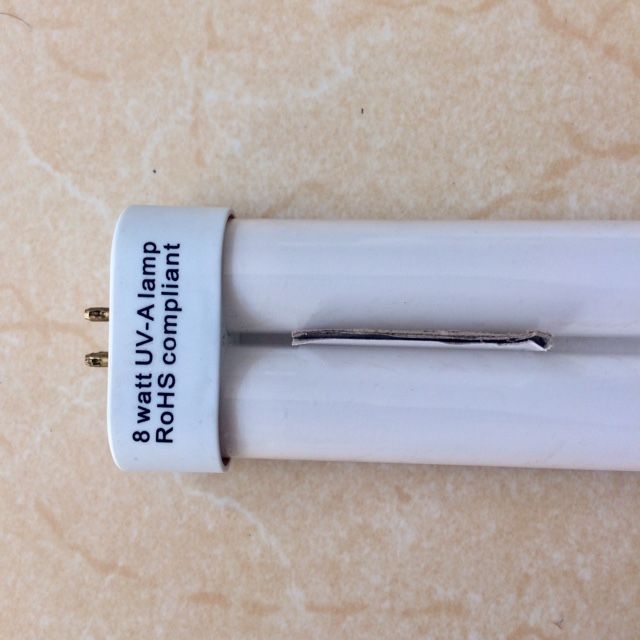 8 watt UV-A lamp
RoHS compliant